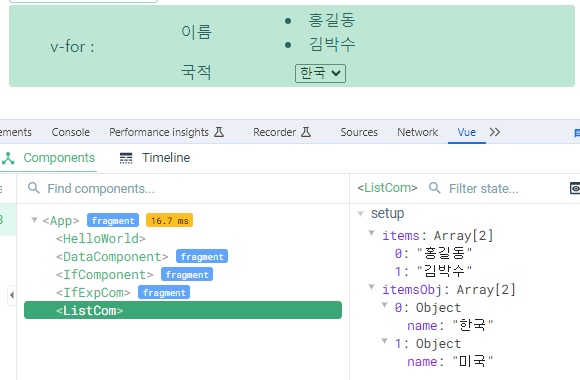 이름
홍길동
김박수
v-for :
국적
한국
Console
Performance insights
Recorder
Sources
Network
Vue
Components
Timeline
Find components...
<ListCom>
Filter state...
setup
<App> fragment 16.7 ms
<HelloWorld>
<DataComponent> fragment
<IfComponent> fragment
<IfExpCom> fragment
<ListCom>
items: Array[2]
0: "홍길동"
1: "김박수"
itemsObj: Array[2]
0: Object
name: "한국"
1: Object
name: "미국"